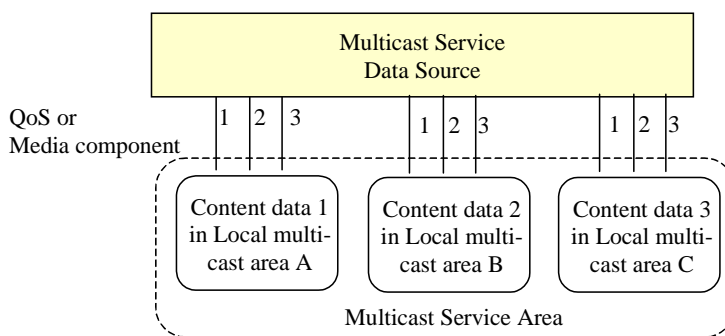 Multicast Service
Data Source
QoS or
Media component
1 2 3
1 2 3
1 2 3
Content data 1
in Local multi-
cast area A
Content data 2
in Local multi-
cast area B
Content data 3
in Local multi-
cast area C
Multicast Service Area